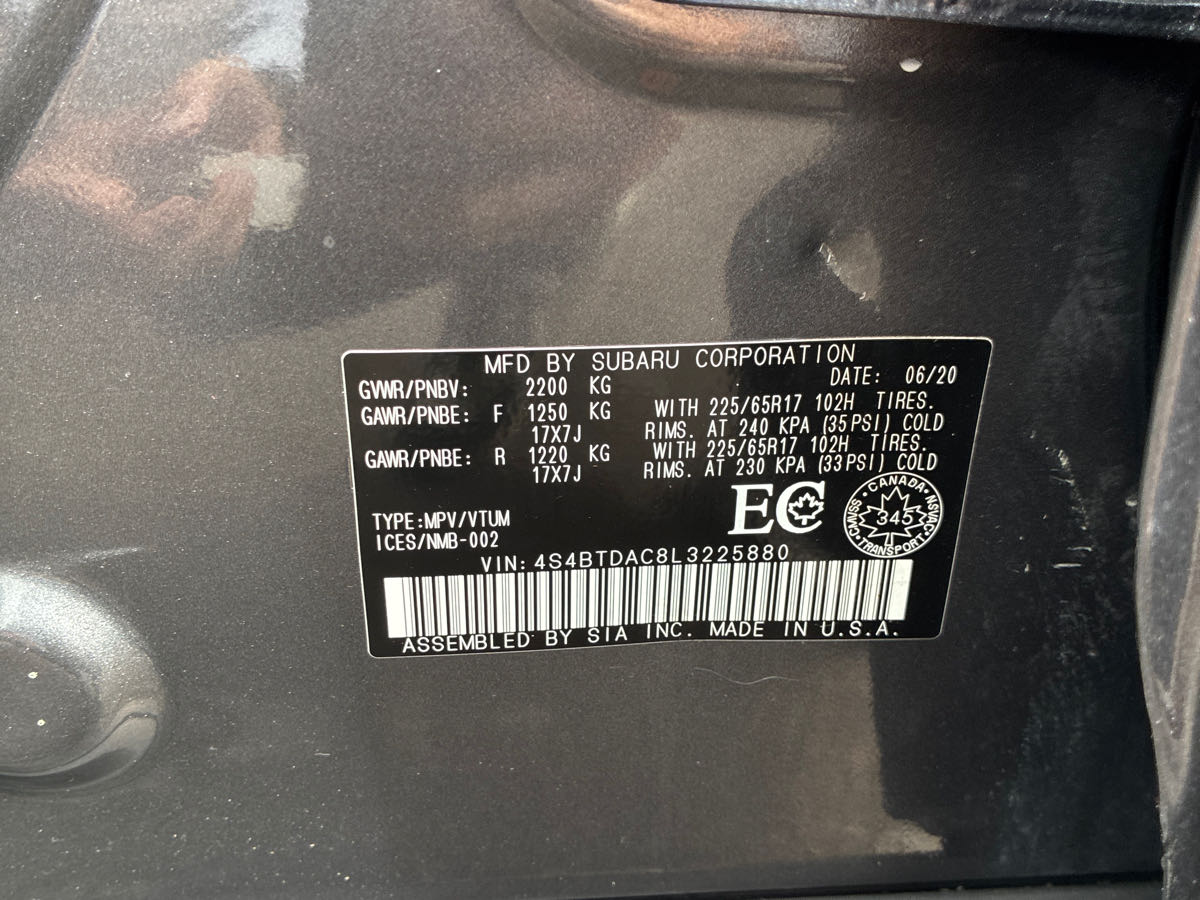 MFD BY SUBARU CORPORATION
GVWR/PNBV: 2200 KG DATE: 06/20
GAWR/PNBE: F 1250 KG WITH 225/65R17 102H TIRES.
17X7J RIMS. AT 240 KPA (35PSI) COLD
GAWR/PNBE: R 1220 KG WITH 225/65R17 102H TIRES.
17X7J RIMS. AT 230 KPA (33PSI) COLD
EC
CANADA
CMVSS 345 NSVAC
TRANSPORT
TYPE:MPV/VTUM
ICES/NMB-002
VIN: 4S4BTDAC8L3225880
ASSEMBLED BY SIA INC. MADE IN U.S.A.